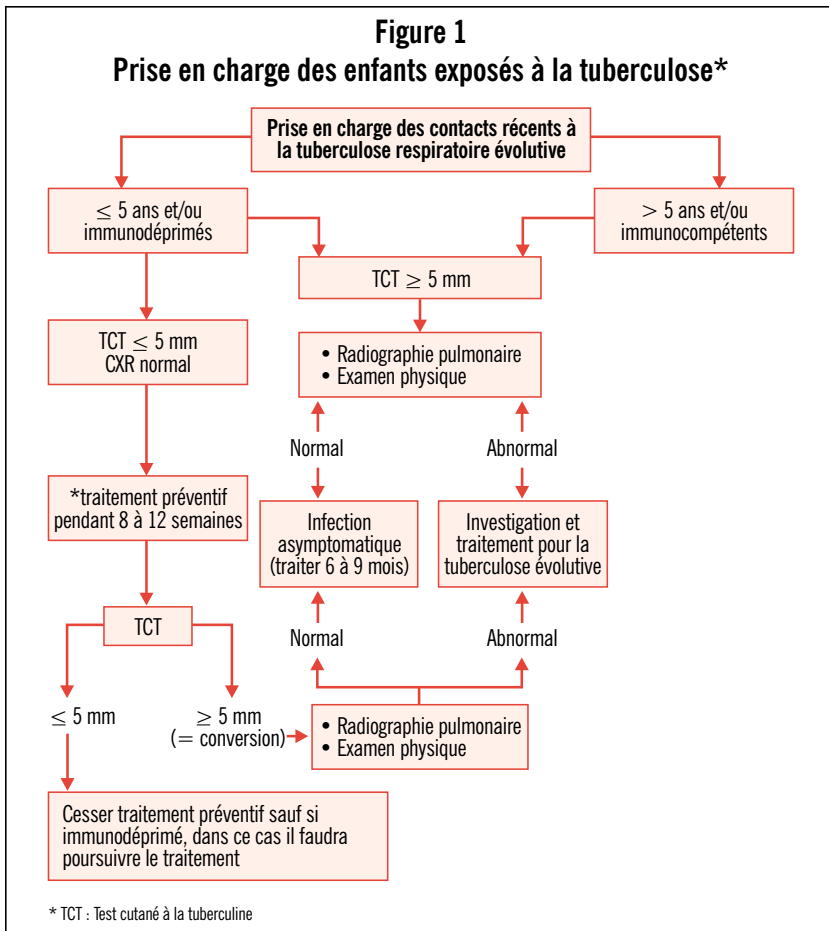 Figure 1
Prise en charge des enfants exposés à la tuberculose*
Prise en charge des contacts récents à
la tuberculose respiratoire évolutive
≤ 5 ans et/ou
immunodéprimés
> 5 ans et/ou
immunocompétents
TCT ≥ 5 mm
TCT ≤ 5 mm
CXR normal
• Radiographie pulmonaire
• Examen physique
Normal
Abnormal
*traitement préventif
pendant 8 à 12 semaines
Infection
asymptomatique
(traiter 6 à 9 mois)
Investigation et
traitement pour la
tuberculose évolutive
TCT
Normal
Abnormal
≤ 5 mm
≥ 5 mm
(= conversion)
• Radiographie pulmonaire
• Examen physique
Cesser traitement préventif sauf si
immunodéprimé, dans ce cas il faudra
poursuivre le traitement
* TCT : Test cutané à la tuberculine